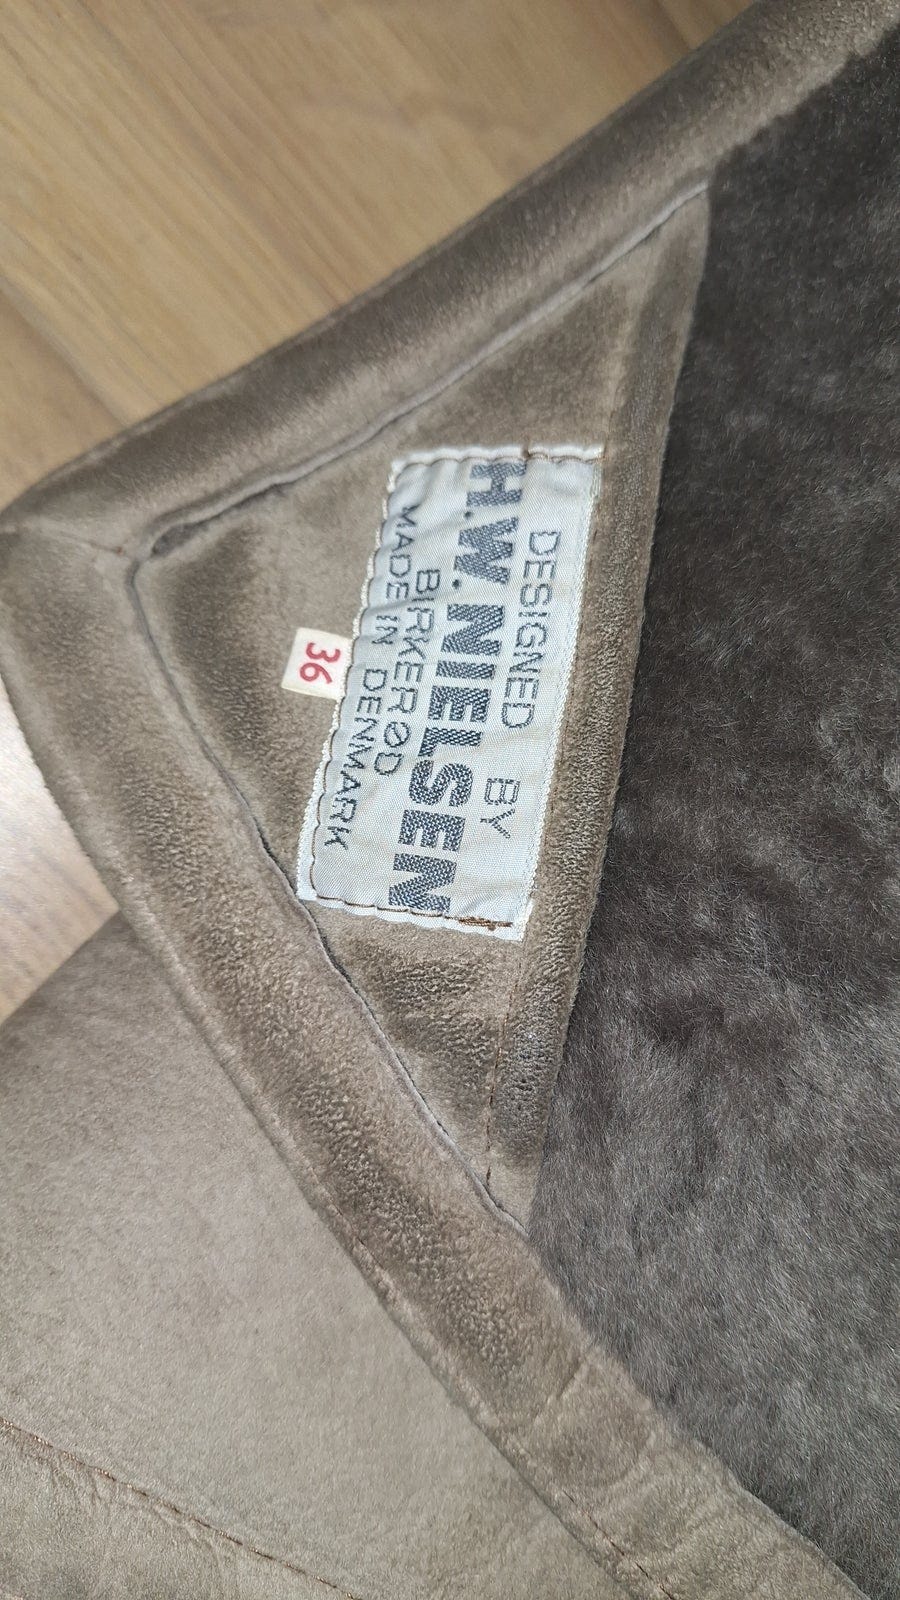 DESIGNED BY
H.W. NIELSEN
BIRKERØD
MADE IN DENMARK
36